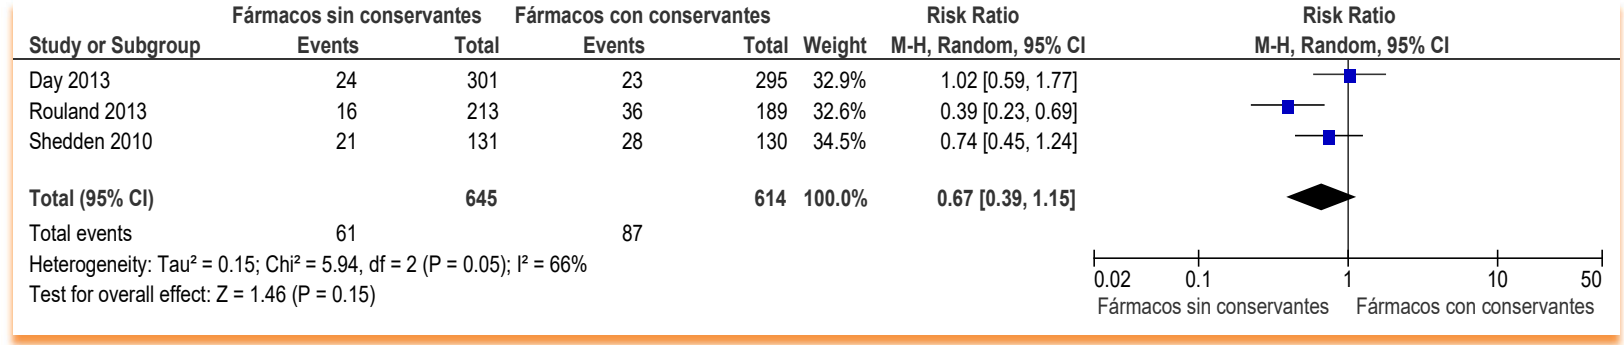 Fármacos sin conservantes Fármacos con conservantes Risk Ratio Risk Ratio
Study or Subgroup Events Total Events Total Weight M-H, Random, 95% CI M-H, Random, 95% CI
Day 2013 24 301 23 295 32.9% 1.02 [0.59, 1.77]
Rouland 2013 16 213 36 189 32.6% 0.39 [0.23, 0.69]
Shedden 2010 21 131 28 130 34.5% 0.74 [0.45, 1.24]
Total (95% CI) 645 614 100.0% 0.67 [0.39, 1.15]
Total events 61 87
Heterogeneity: Tau² = 0.15; Chi² = 5.94, df = 2 (P = 0.05); I² = 66%
Test for overall effect: Z = 1.46 (P = 0.15)
0.02 0.1 1 10 50
Fármacos sin conservantes Fármacos con conservantes